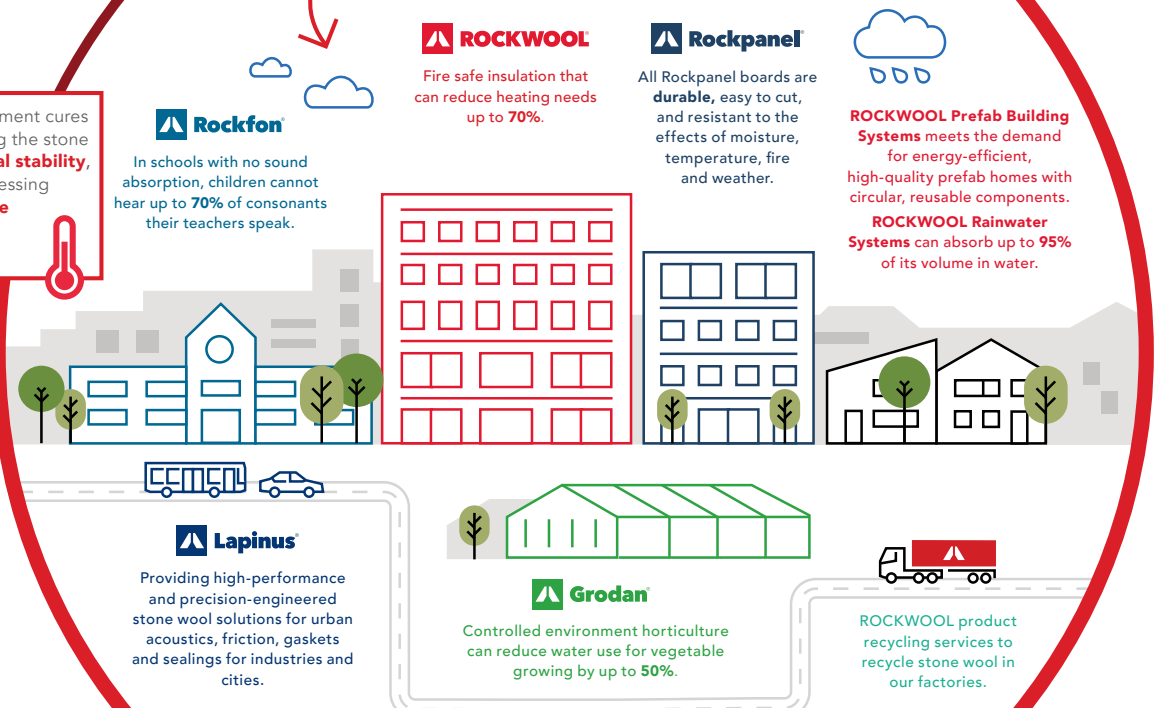 ment cures
g the stone
al stability,
essing
e
Rockfon®
In schools with no sound
absorption, children cannot
hear up to 70% of consonants
their teachers speak.
ROCKWOOL®
Fire safe insulation that
can reduce heating needs
up to 70%.
Rockpanel®
All Rockpanel boards are
durable, easy to cut,
and resistant to the
effects of moisture,
temperature, fire
and weather.
ROCKWOOL Prefab Building
Systems meets the demand
for energy-efficient,
high-quality prefab homes with
circular, reusable components.
ROCKWOOL Rainwater
Systems can absorb up to 95%
of its volume in water.
Lapinus®
Providing high-performance
and precision-engineered
stone wool solutions for urban
acoustics, friction, gaskets
and sealings for industries and
cities.
Grodan®
Controlled environment horticulture
can reduce water use for vegetable
growing by up to 50%.
ROCKWOOL product
recycling services to
recycle stone wool in
our factories.